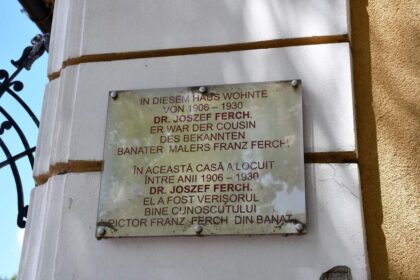 IN DIESEM HAUS WOHNTE
VON 1906 – 1930
DR. JOSZEF FERCH.
ER WAR DER COUSIN
DES BEKANNTEN
BANATER MALERS FRANZ FERCH
IN ACEASTĂ CASĂ A LOCUIT
ÎNTRE ANII 1906 – 1930
DR. JOSZEF FERCH.
EL A FOST VERIȘORUL
BINE CUNOSCUTULUI
PICTOR FRANZ FERCH DIN BANAT